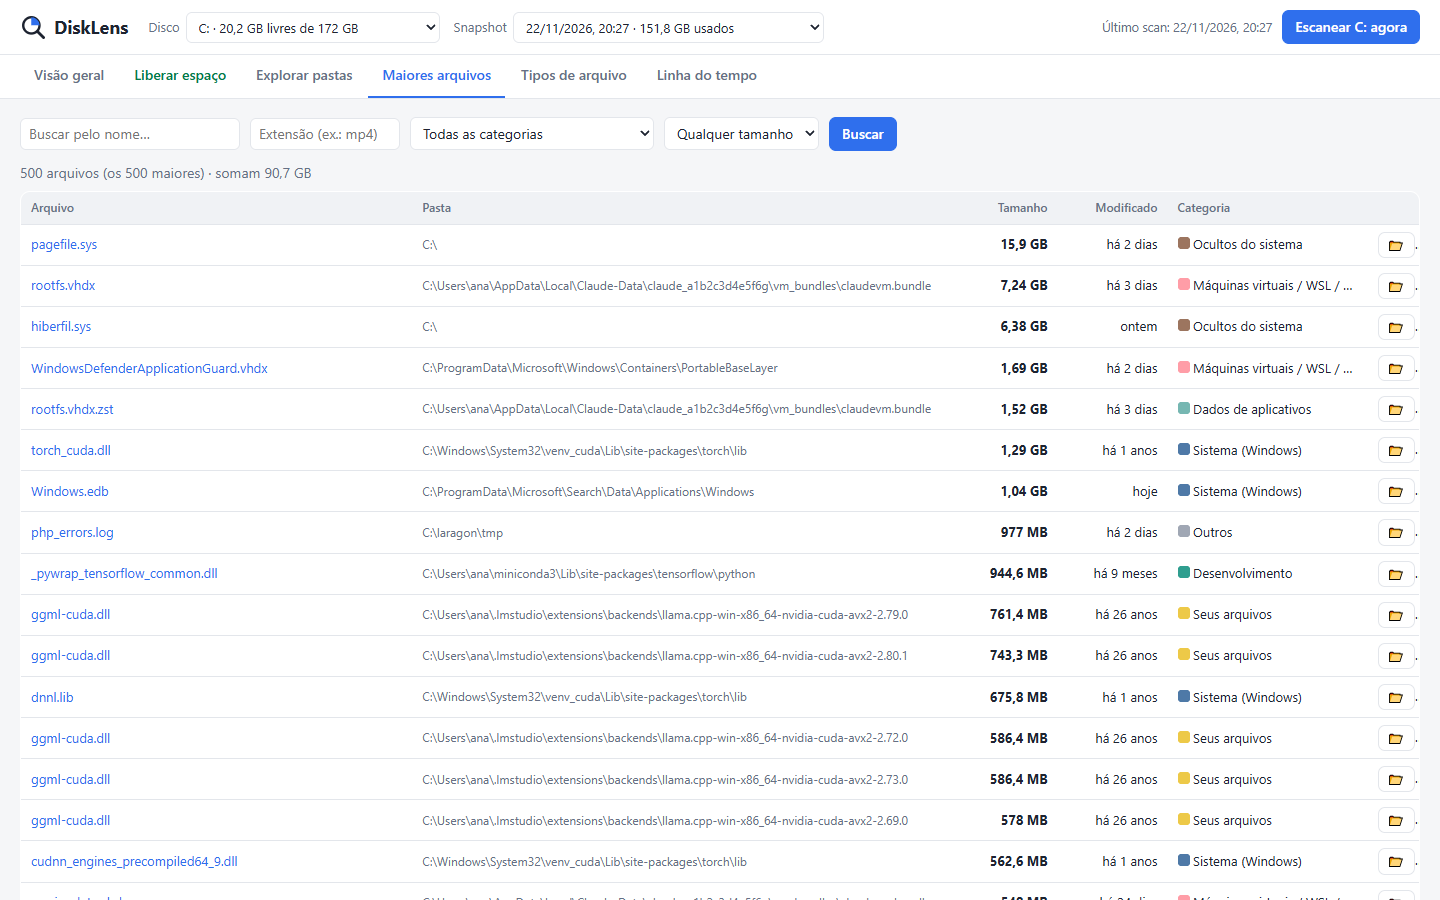 DiskLens Disco C: · 20,2 GB livres de 172 GB Snapshot 22/11/2026, 20:27 · 151,8 GB usados Último scan: 22/11/2026, 20:27 Escanear C: agora
Visão geral Liberar espaço Explorar pastas Maiores arquivos Tipos de arquivo Linha do tempo
Buscar pelo nome... Extensão (ex.: mp4) Todas as categorias Qualquer tamanho Buscar
500 arquivos (os 500 maiores) · somam 90,7 GB
Arquivo Pasta Tamanho Modificado Categoria
pagefile.sys C:\ 15,9 GB há 2 dias Ocultos do sistema
rootfs.vhdx C:\Users\ana\AppData\Local\Claude-Data\claude_a1b2c3d4e5f6g\vm_bundles\claudevm.bundle 7,24 GB há 3 dias Máquinas virtuais / WSL / ...
hiberfil.sys C:\ 6,38 GB ontem Ocultos do sistema
WindowsDefenderApplicationGuard.vhdx C:\ProgramData\Microsoft\Windows\Containers\PortableBaseLayer 1,69 GB há 2 dias Máquinas virtuais / WSL / ...
rootfs.vhdx.zst C:\Users\ana\AppData\Local\Claude-Data\claude_a1b2c3d4e5f6g\vm_bundles\claudevm.bundle 1,52 GB há 3 dias Dados de aplicativos
torch_cuda.dll C:\Windows\System32\venv_cuda\Lib\site-packages\torch\lib 1,29 GB há 1 anos Sistema (Windows)
Windows.edb C:\ProgramData\Microsoft\Search\Data\Applications\Windows 1,04 GB hoje Sistema (Windows)
php_errors.log C:\laragon\tmp 977 MB há 2 dias Outros
_pywrap_tensorflow_common.dll C:\Users\ana\miniconda3\Lib\site-packages\tensorflow\python 944,6 MB há 9 meses Desenvolvimento
ggml-cuda.dll C:\Users\ana\.lmstudio\extensions\backends\llama.cpp-win-x86_64-nvidia-cuda-avx2-2.79.0 761,4 MB há 26 anos Seus arquivos
ggml-cuda.dll C:\Users\ana\.lmstudio\extensions\backends\llama.cpp-win-x86_64-nvidia-cuda-avx2-2.80.1 743,3 MB há 26 anos Seus arquivos
dnnl.lib C:\Windows\System32\venv_cuda\Lib\site-packages\torch\lib 675,8 MB há 1 anos Sistema (Windows)
ggml-cuda.dll C:\Users\ana\.lmstudio\extensions\backends\llama.cpp-win-x86_64-nvidia-cuda-avx2-2.72.0 586,4 MB há 26 anos Seus arquivos
ggml-cuda.dll C:\Users\ana\.lmstudio\extensions\backends\llama.cpp-win-x86_64-nvidia-cuda-avx2-2.73.0 586,4 MB há 26 anos Seus arquivos
ggml-cuda.dll C:\Users\ana\.lmstudio\extensions\backends\llama.cpp-win-x86_64-nvidia-cuda-avx2-2.69.0 578 MB há 26 anos Seus arquivos
cudnn_engines_precompiled64_9.dll C:\Windows\System32\venv_cuda\Lib\site-packages\torch\lib 562,6 MB há 1 anos Sistema (Windows)